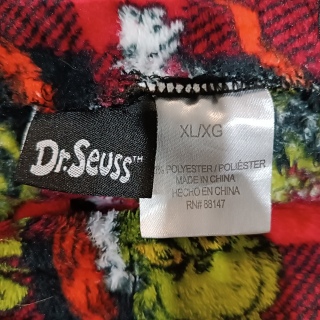 Dr. Seuss™
XL/XG
% POLYESTER / POLIÉSTER
MADE IN CHINA
HECHO EN CHINA
RN# 88147